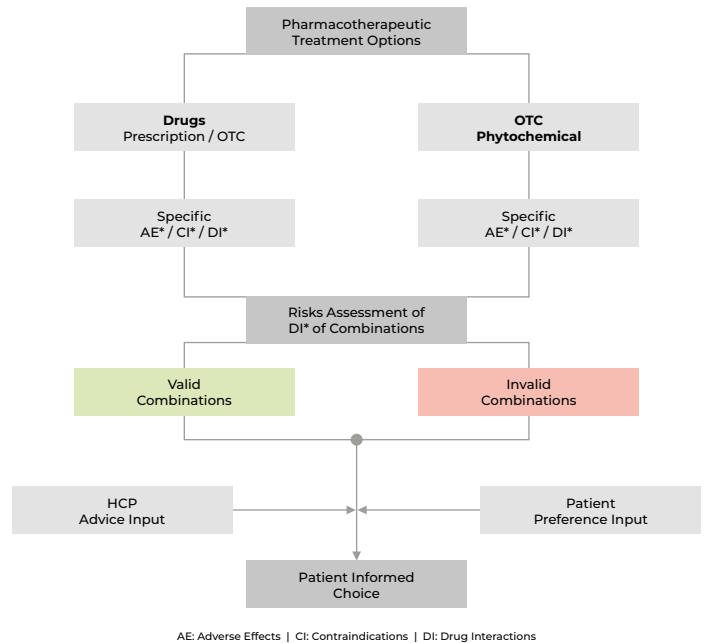 Pharmacotherapeutic
Treatment Options
Drugs
Prescription / OTC
OTC
Phytochemical
Specific
AE* / CI* / DI*
Specific
AE* / CI* / DI*
Risks Assessment of
DI* of Combinations
Valid
Combinations
Invalid
Combinations
HCP
Advice Input
Patient
Preference Input
Patient Informed
Choice
AE: Adverse Effects | CI: Contraindications | DI: Drug Interactions